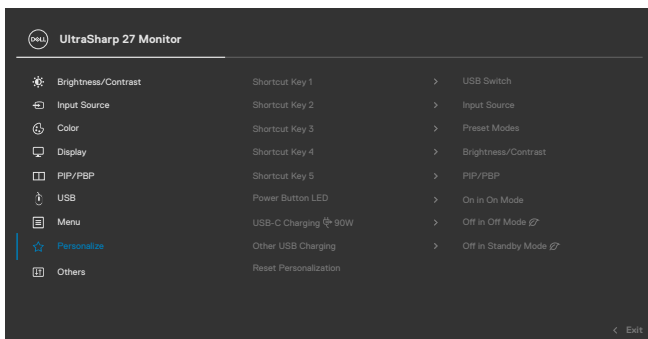 DELL UltraSharp 27 Monitor
Brightness/Contrast Shortcut Key 1 > USB Switch
Input Source Shortcut Key 2 > Input Source
Color Shortcut Key 3 > Preset Modes
Display Shortcut Key 4 > Brightness/Contrast
PIP/PBP Shortcut Key 5 > PIP/PBP
USB Power Button LED > On in On Mode
Menu USB-C Charging 90W > Off in Off Mode
Personalize Other USB Charging > Off in Standby Mode
Others Reset Personalization
< Exit